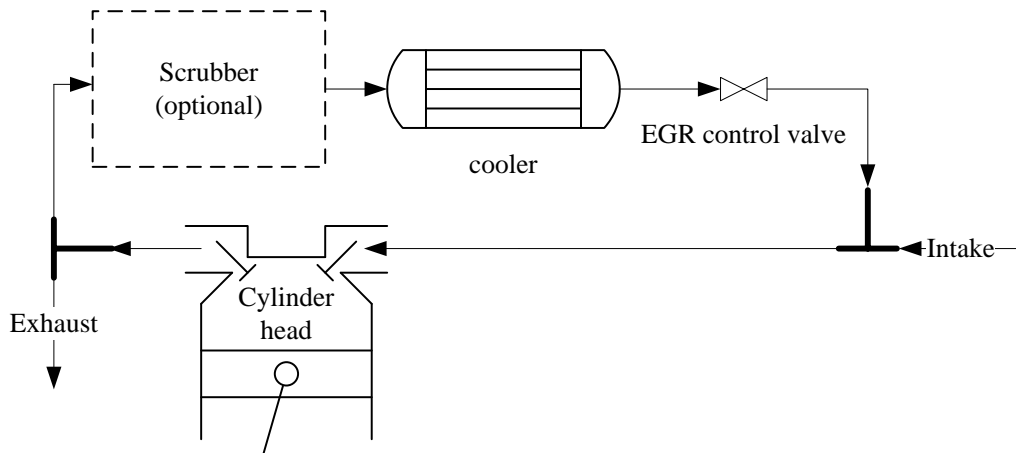 Scrubber
(optional)
cooler
EGR control valve
Intake
Cylinder
head
Exhaust